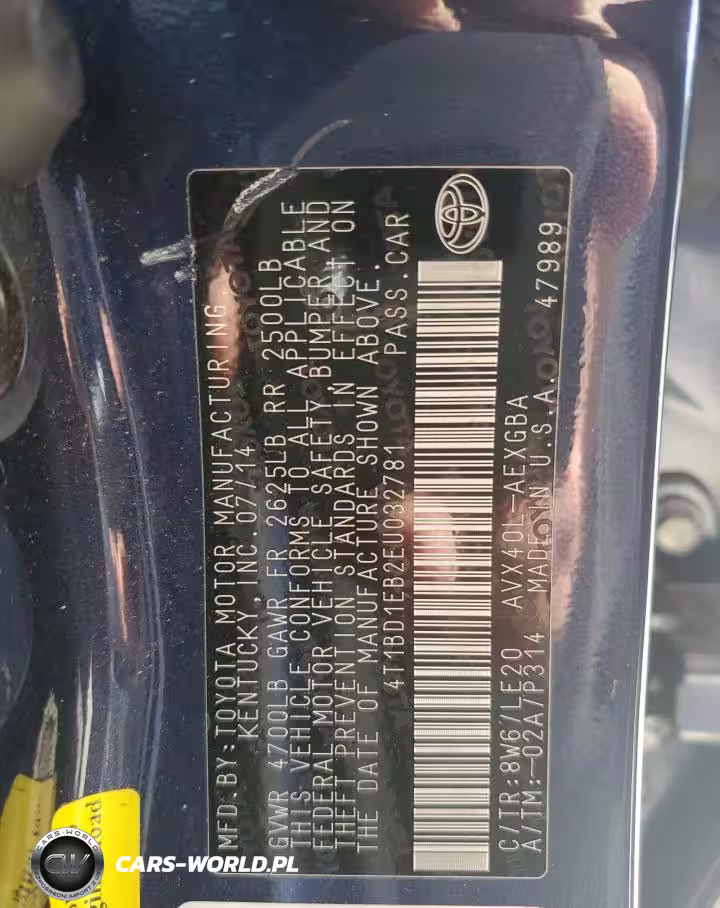 MFD.BY:TOYOTA MOTOR MANUFACTURING
KENTUCKY,INC.07/14
GVWR 4700LB GAWR FR 2625LB RR 2500LB
THIS VEHICLE CONFORMS TO ALL APPLICABLE
FEDERAL MOTOR VEHICLE SAFETY, BUMPER, AND
THEFT PREVENTION STANDARDS IN EFFECT ON
THE DATE OF MANUFACTURE SHOWN ABOVE.
4T1BD1EB2EU032781 PASS.CAR
C/TR:8W6/LE20 AVX40L-AEXGBA
A/TM:-02A/P314 MADE IN U.S.A. 47989
CARS-WORLD.PL